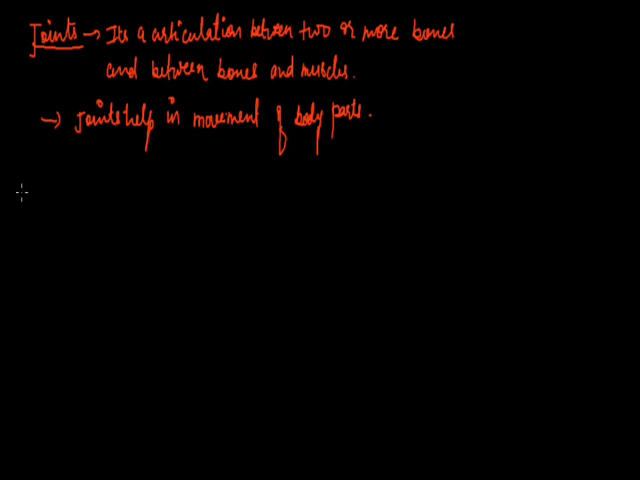 Joints → Its a articulation between two or more bones
and between bones and muscles.
→ Joints help in movement of body parts.